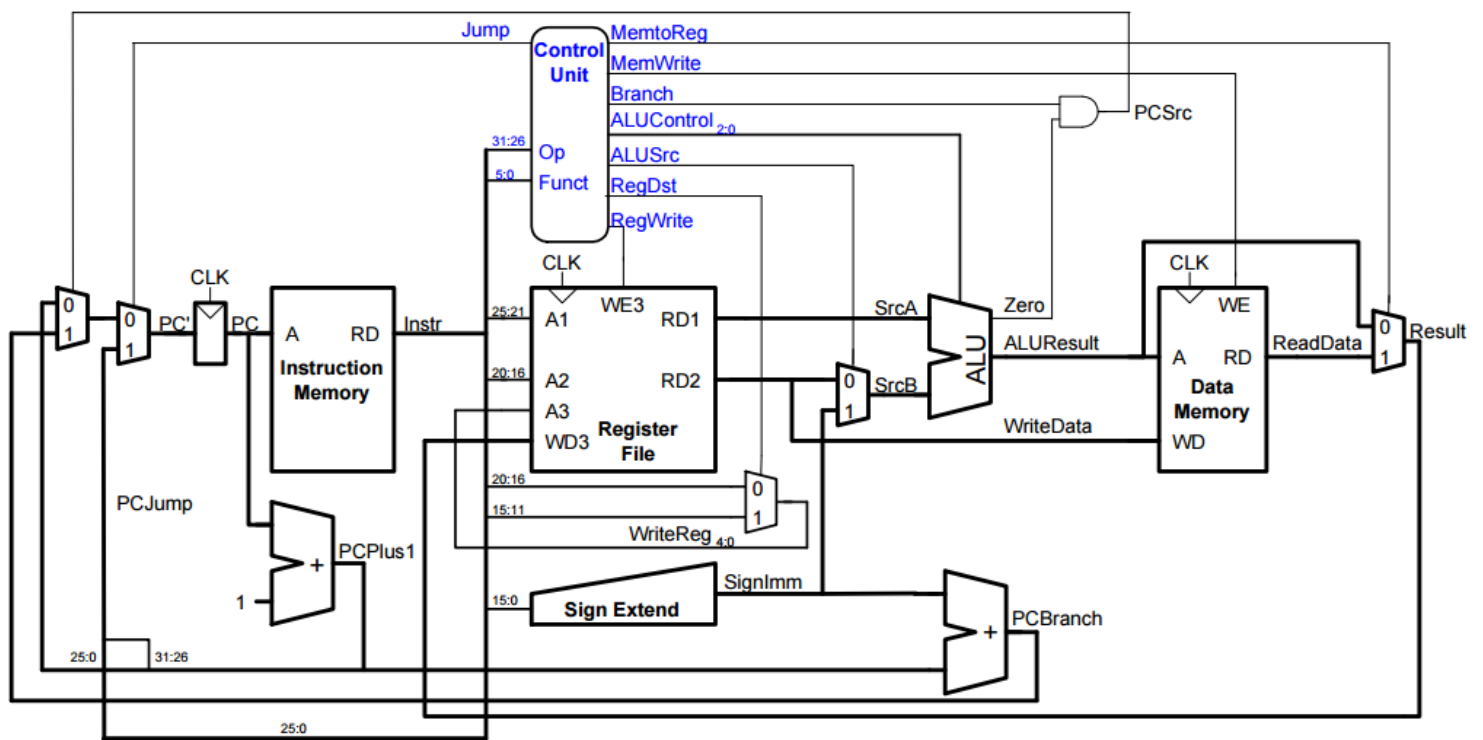 Jump
Control
Unit
MemtoReg
MemWrite
Branch
ALUControl 2:0
ALUSrc
RegDst
RegWrite
PCSrc
31:26
Op
5:0
Funct
CLK
CLK
CLK
0
1
0
1
PC'
PC
A
RD
Instruction
Memory
Instr
25:21
A1
WE3
RD1
SrcA
20:16
A2
RD2
A3
WD3
Register
File
0
1
SrcB
ALU
Zero
ALUResult
WriteData
WE
A
RD
Data
Memory
WD
ReadData
0
1
Result
20:16
15:11
0
1
WriteReg 4:0
PCJump
PCPlus1
+
1
15:0
Sign Extend
SignImm
+
PCBranch
25:0
31:26
25:0